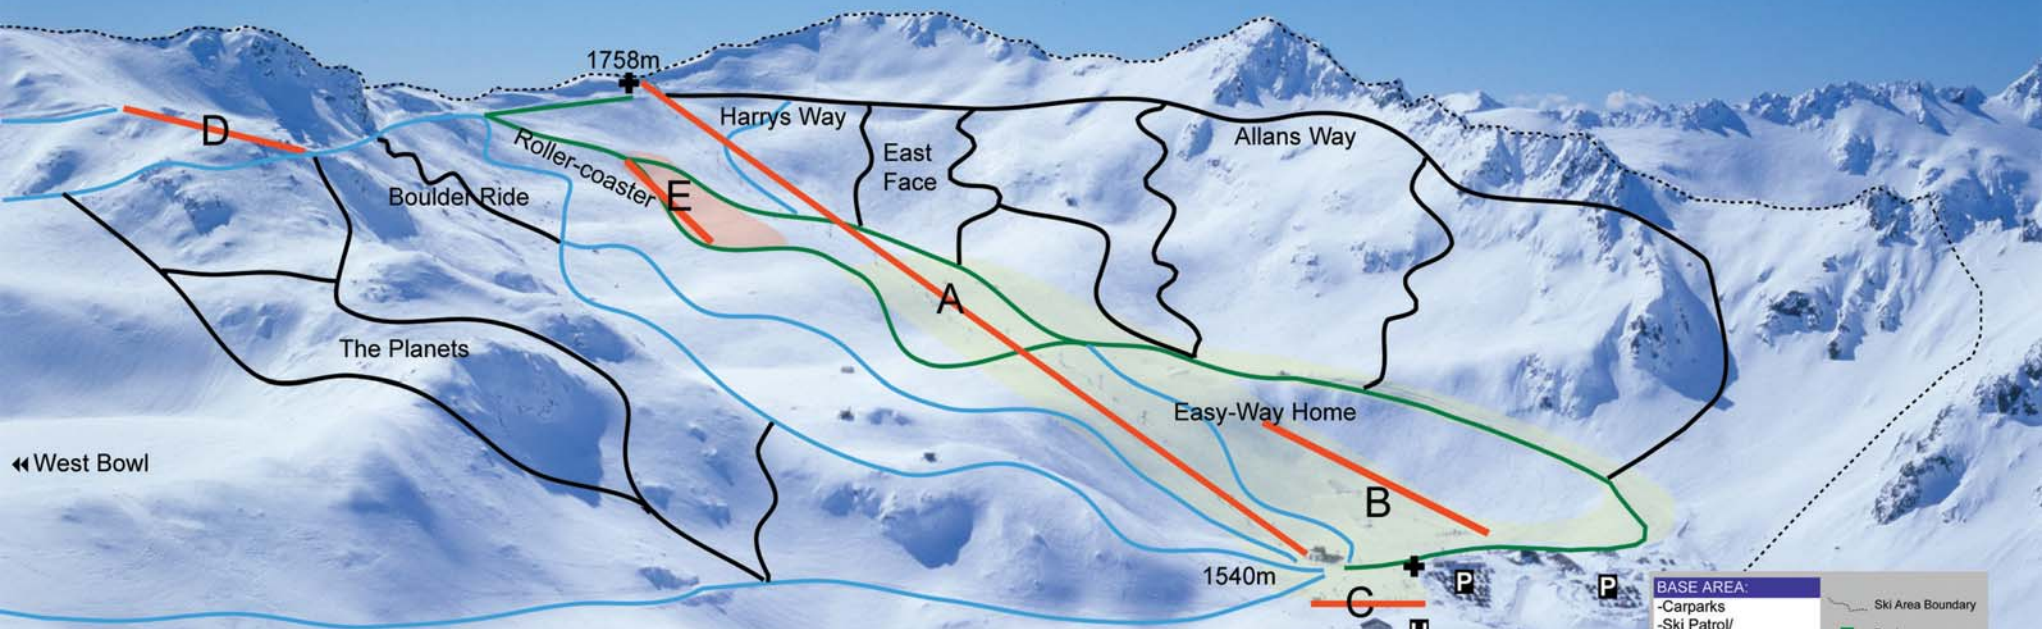 1758m
D
Harrys Way
Allans Way
Roller-coaster
East
Face
E
Boulder Ride
A
The Planets
Easy-Way Home
West Bowl
B
1540m
C
P
P
BASE AREA:
-Carparks
-Ski Patrol/
Ski Area Boundary